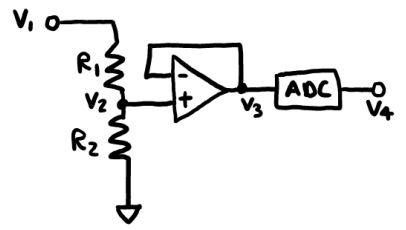 V₁
R₁
V₂
R₂
-
+
V₃
ADC
V₄